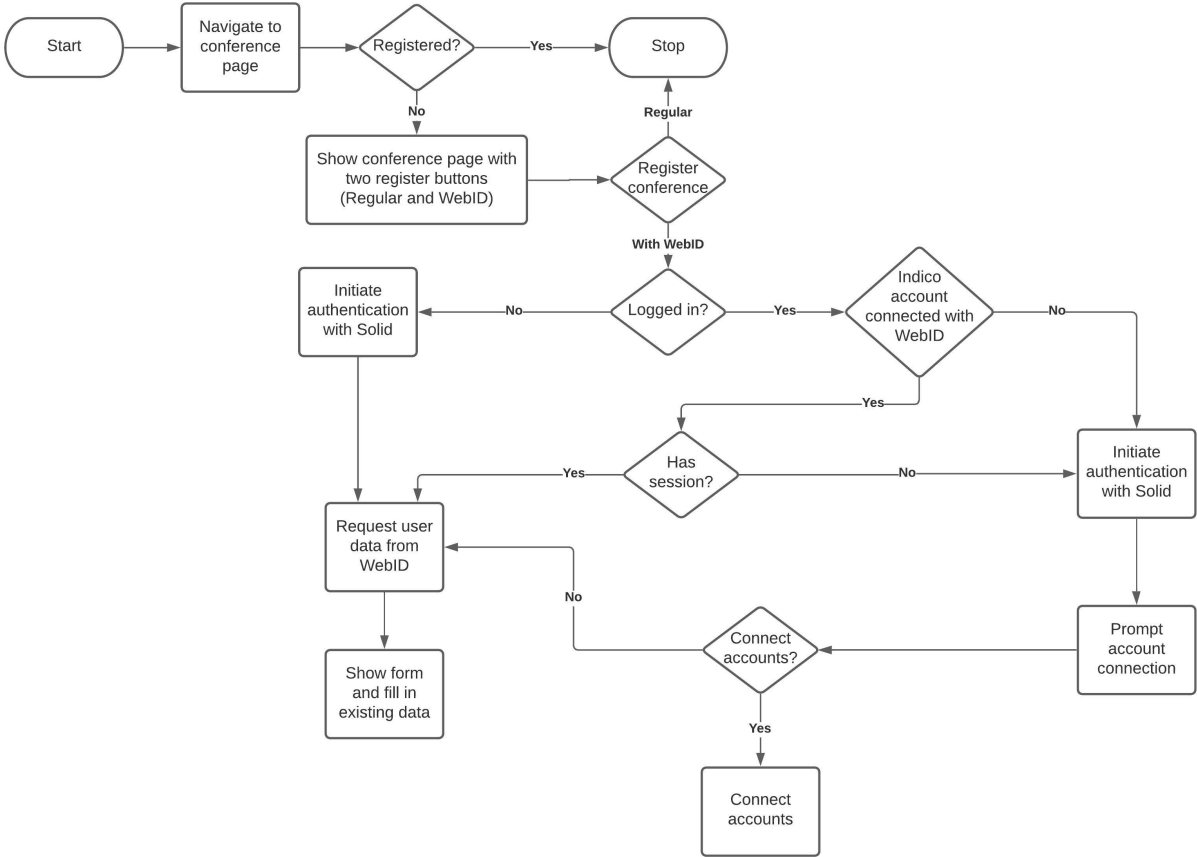 Start
Navigate to
conference
page
Registered?
Yes
Stop
No
Regular
Show conference page with
two register buttons
(Regular and WebID)
Register
conference
With WebID
Initiate
authentication
with Solid
No
Logged in?
Yes
Indico
account
connected with
WebID
No
Yes
Has
session?
Yes
No
Initiate
authentication
with Solid
Request user
data from
WebID
No
Connect
accounts?
Prompt
account
connection
Show form
and fill in
existing data
Yes
Connect
accounts